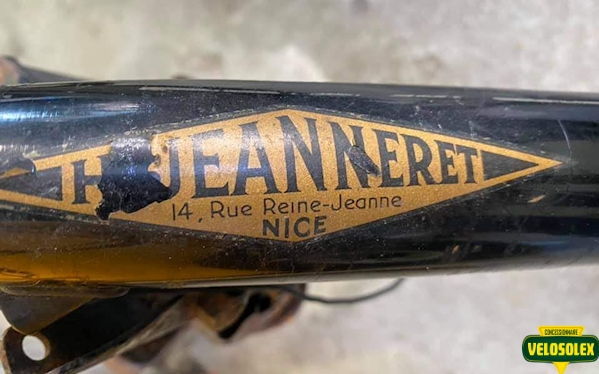 H JEANNERET
14, Rue Reine-Jeanne
NICE
CONCESSIONNAIRE
VELOSOLEX